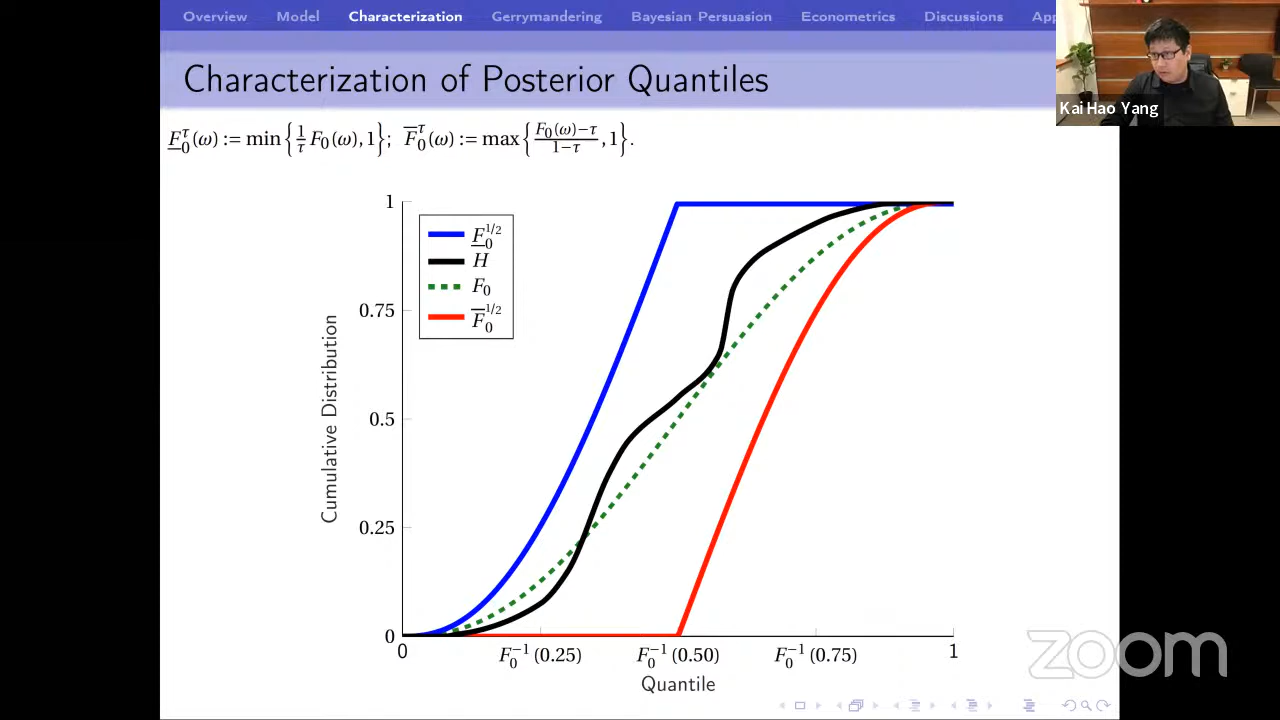 Overview Model Characterization Gerrymandering Bayesian Persuasion Econometrics Discussions App
Characterization of Posterior Quantiles
Kai Hao Yang
F̲₀^τ(ω) := min{1/τ F₀(ω), 1}; F̅₀^τ(ω) := max{(F₀(ω)−τ)/(1−τ), 1}.
1
F̲₀^1/2
H
F₀
F̅₀^1/2
0.75
0.5
0.25
0
Cumulative Distribution
0 F₀⁻¹(0.25) F₀⁻¹(0.50) F₀⁻¹(0.75) 1
Quantile
zoom